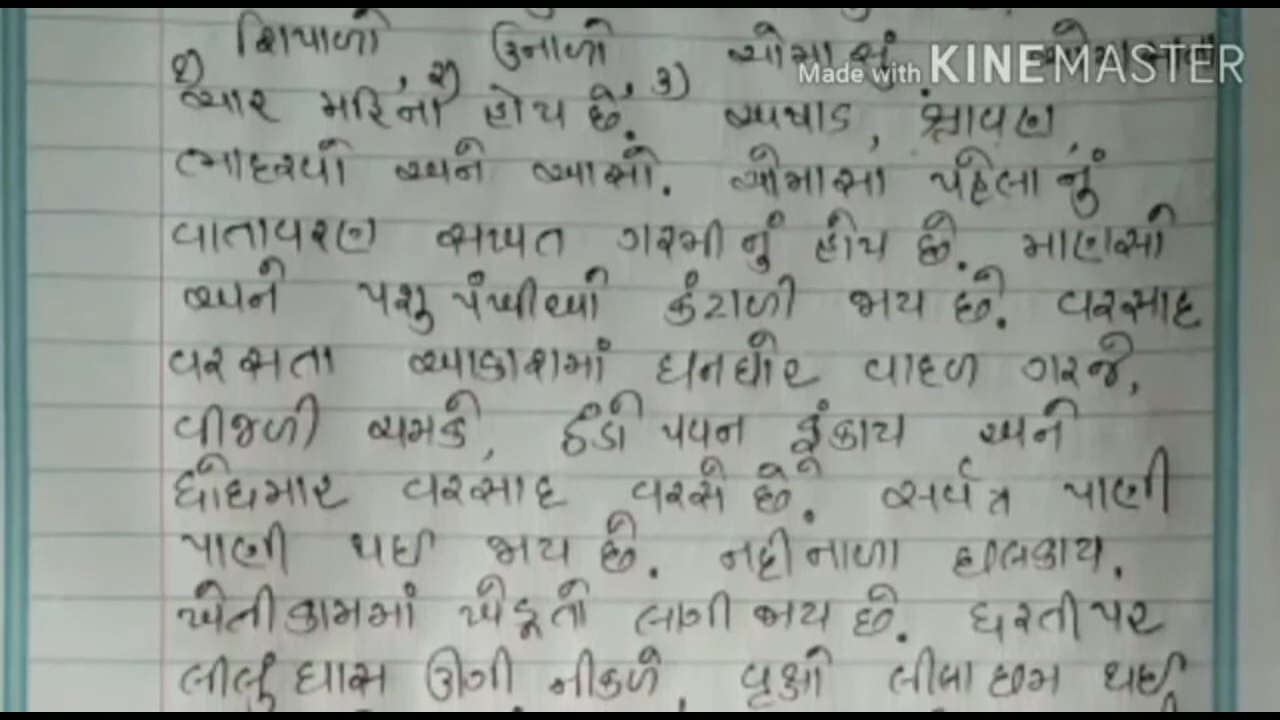 શિયાળો ઉનાળો ચોમાસું
Made with KINEMASTER
૧) , ૨) , ૩)
ચાર મહિના હોય છે. અષાડ, શ્રાવણ,
ભાદરવો અને આસો. ચોમાસા પહેલા નું
વાતાવરણ સખત ગરમી નું હોય છે. માણસો
અને પશુ પંખીઓ કંટાળી જાય છે. વરસાદ
વરસતા આકાશમાં ઘનઘોર વાદળ ગરજે,
વીજળી ચમકે, ઠંડો પવન ફૂંકાય અને
ધોધમાર વરસાદ વરસે છે. સર્વત્ર પાણી
પાણી થઈ જાય છે. નદી નાળા છલકાય.
ખેતી કામમાં ખેડૂતો લાગી જાય છે. ધરતી પર
લીલું ઘાસ ઊગી નીકળે, વૃક્ષો લીલા છમ થઈ